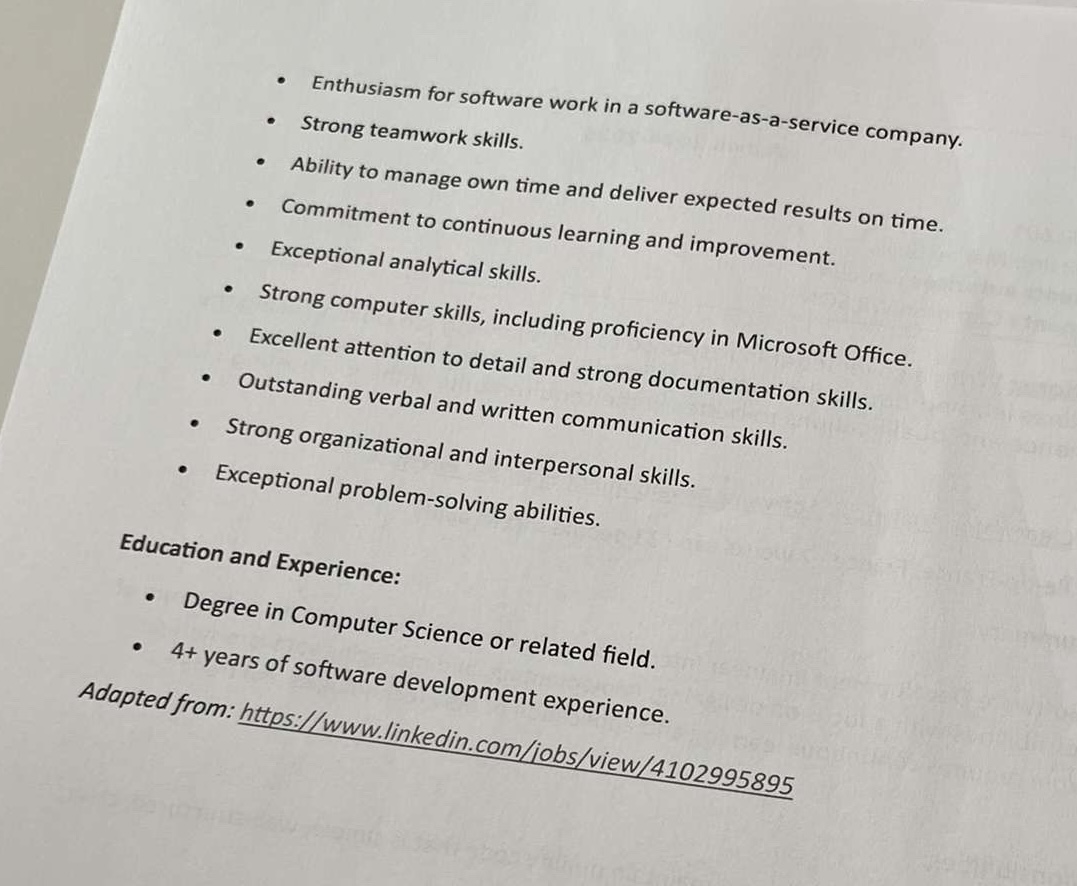 • Enthusiasm for software work in a software-as-a-service company.
• Strong teamwork skills.
• Ability to manage own time and deliver expected results on time.
• Commitment to continuous learning and improvement.
• Exceptional analytical skills.
• Strong computer skills, including proficiency in Microsoft Office.
• Excellent attention to detail and strong documentation skills.
• Outstanding verbal and written communication skills.
• Strong organizational and interpersonal skills.
• Exceptional problem-solving abilities.
Education and Experience:
• Degree in Computer Science or related field.
• 4+ years of software development experience.
Adapted from: https://www.linkedin.com/jobs/view/4102995895